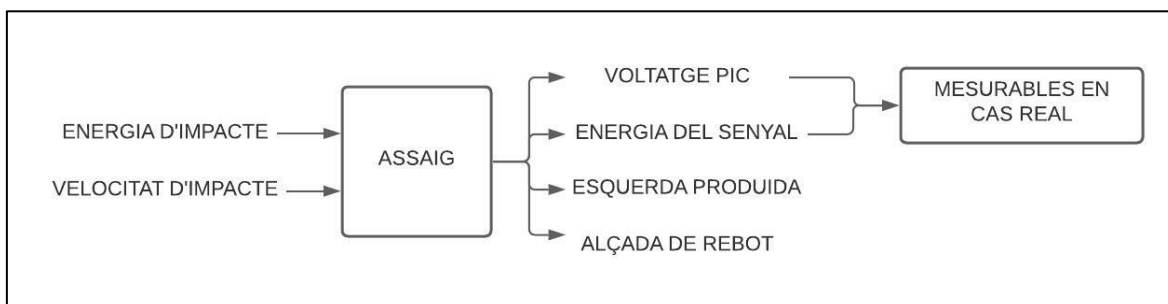 ENERGIA D'IMPACTE
VELOCITAT D'IMPACTE
ASSAIG
VOLTATGE PIC
ENERGIA DEL SENYAL
ESQUERDA PRODUIDA
ALÇADA DE REBOT
MESURABLES EN
CAS REAL